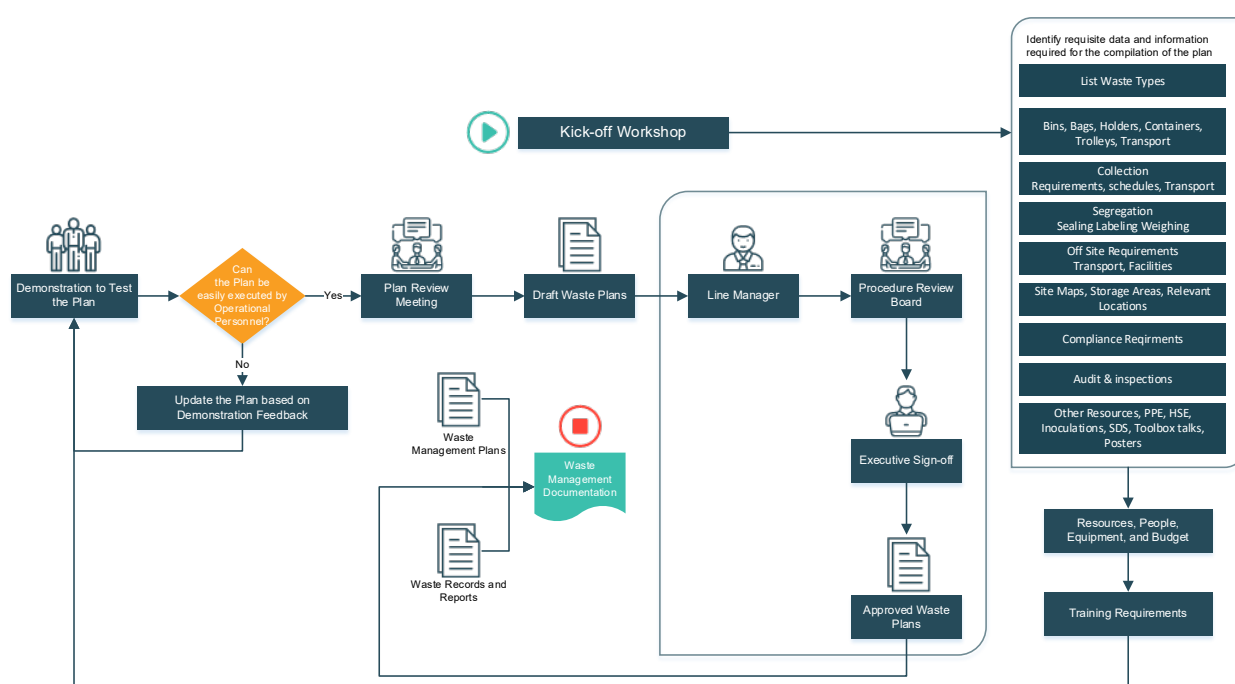 Identify requisite data and information
required for the compilation of the plan
List Waste Types
Kick-off Workshop
Bins, Bags, Holders, Containers,
Trolleys, Transport
Collection
Requirements, schedules, Transport
Segregation
Sealing Labeling Weighing
Off Site Requirements
Transport, Facilities
Site Maps, Storage Areas, Relevant
Locations
Compliance Reqirments
Audit & inspections
Other Resources, PPE, HSE,
Inoculations, SDS, Toolbox talks,
Posters
Resources, People,
Equipment, and Budget
Training Requirements
Demonstration to Test
the Plan
Can
the Plan be
easily executed by
Operational
Personnel?
Yes
No
Update the Plan based on
Demonstration Feedback
Plan Review
Meeting
Draft Waste Plans
Line Manager
Procedure Review
Board
Executive Sign-off
Approved Waste
Plans
Waste
Management Plans
Waste
Management
Documentation
Waste Records and
Reports